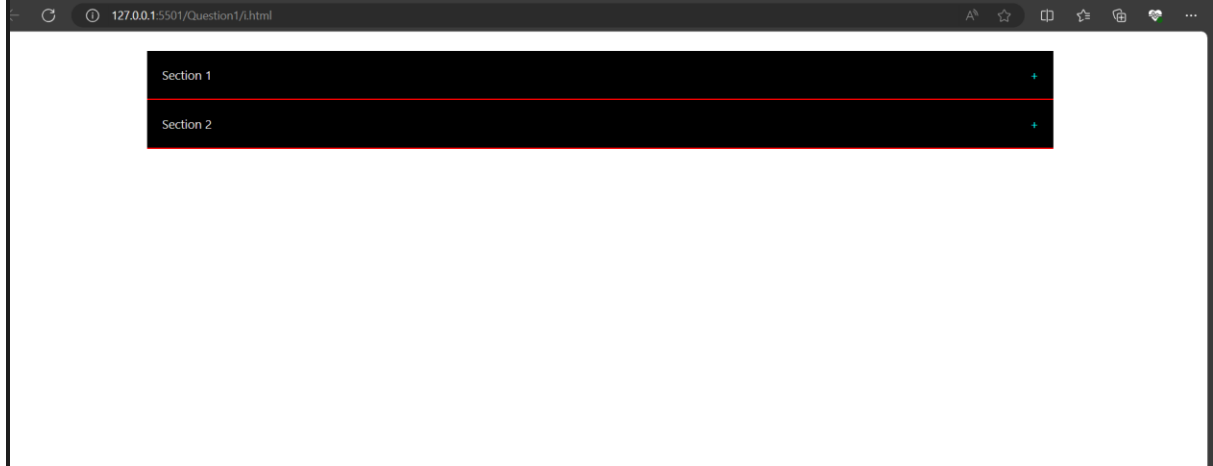 127.0.0.1:5501/Question1/i.html
Section 1 +
Section 2 +